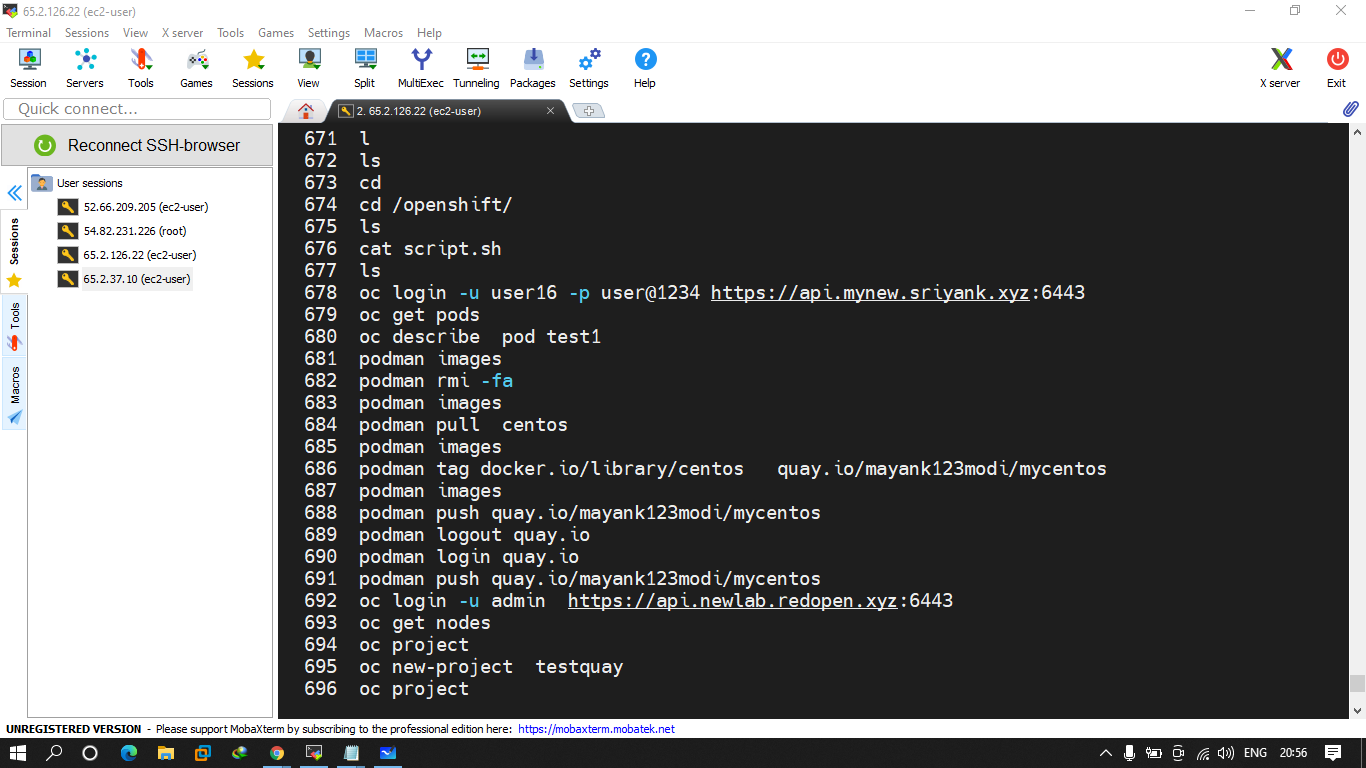 65.2.126.22 (ec2-user)
Terminal Sessions View X server Tools Games Settings Macros Help
Session Servers Tools Games Sessions View Split MultiExec Tunneling Packages Settings Help X server Exit
Quick connect...
2. 65.2.126.22 (ec2-user)
Reconnect SSH-browser
User sessions
52.66.209.205 (ec2-user)
54.82.231.226 (root)
65.2.126.22 (ec2-user)
65.2.37.10 (ec2-user)
Sessions
Tools
Macros
671 l
672 ls
673 cd
674 cd /openshift/
675 ls
676 cat script.sh
677 ls
678 oc login -u user16 -p user@1234 https://api.mynew.sriyank.xyz:6443
679 oc get pods
680 oc describe  pod test1
681 podman images
682 podman rmi -fa
683 podman images
684 podman pull  centos
685 podman images
686 podman tag docker.io/library/centos   quay.io/mayank123modi/mycentos
687 podman images
688 podman push quay.io/mayank123modi/mycentos
689 podman logout quay.io
690 podman login quay.io
691 podman push quay.io/mayank123modi/mycentos
692 oc login -u admin  https://api.newlab.redopen.xyz:6443
693 oc get nodes
694 oc project
695 oc new-project  testquay
696 oc project
UNREGISTERED VERSION - Please support MobaXterm by subscribing to the professional edition here: https://mobaxterm.mobatek.net
ENG 20:56